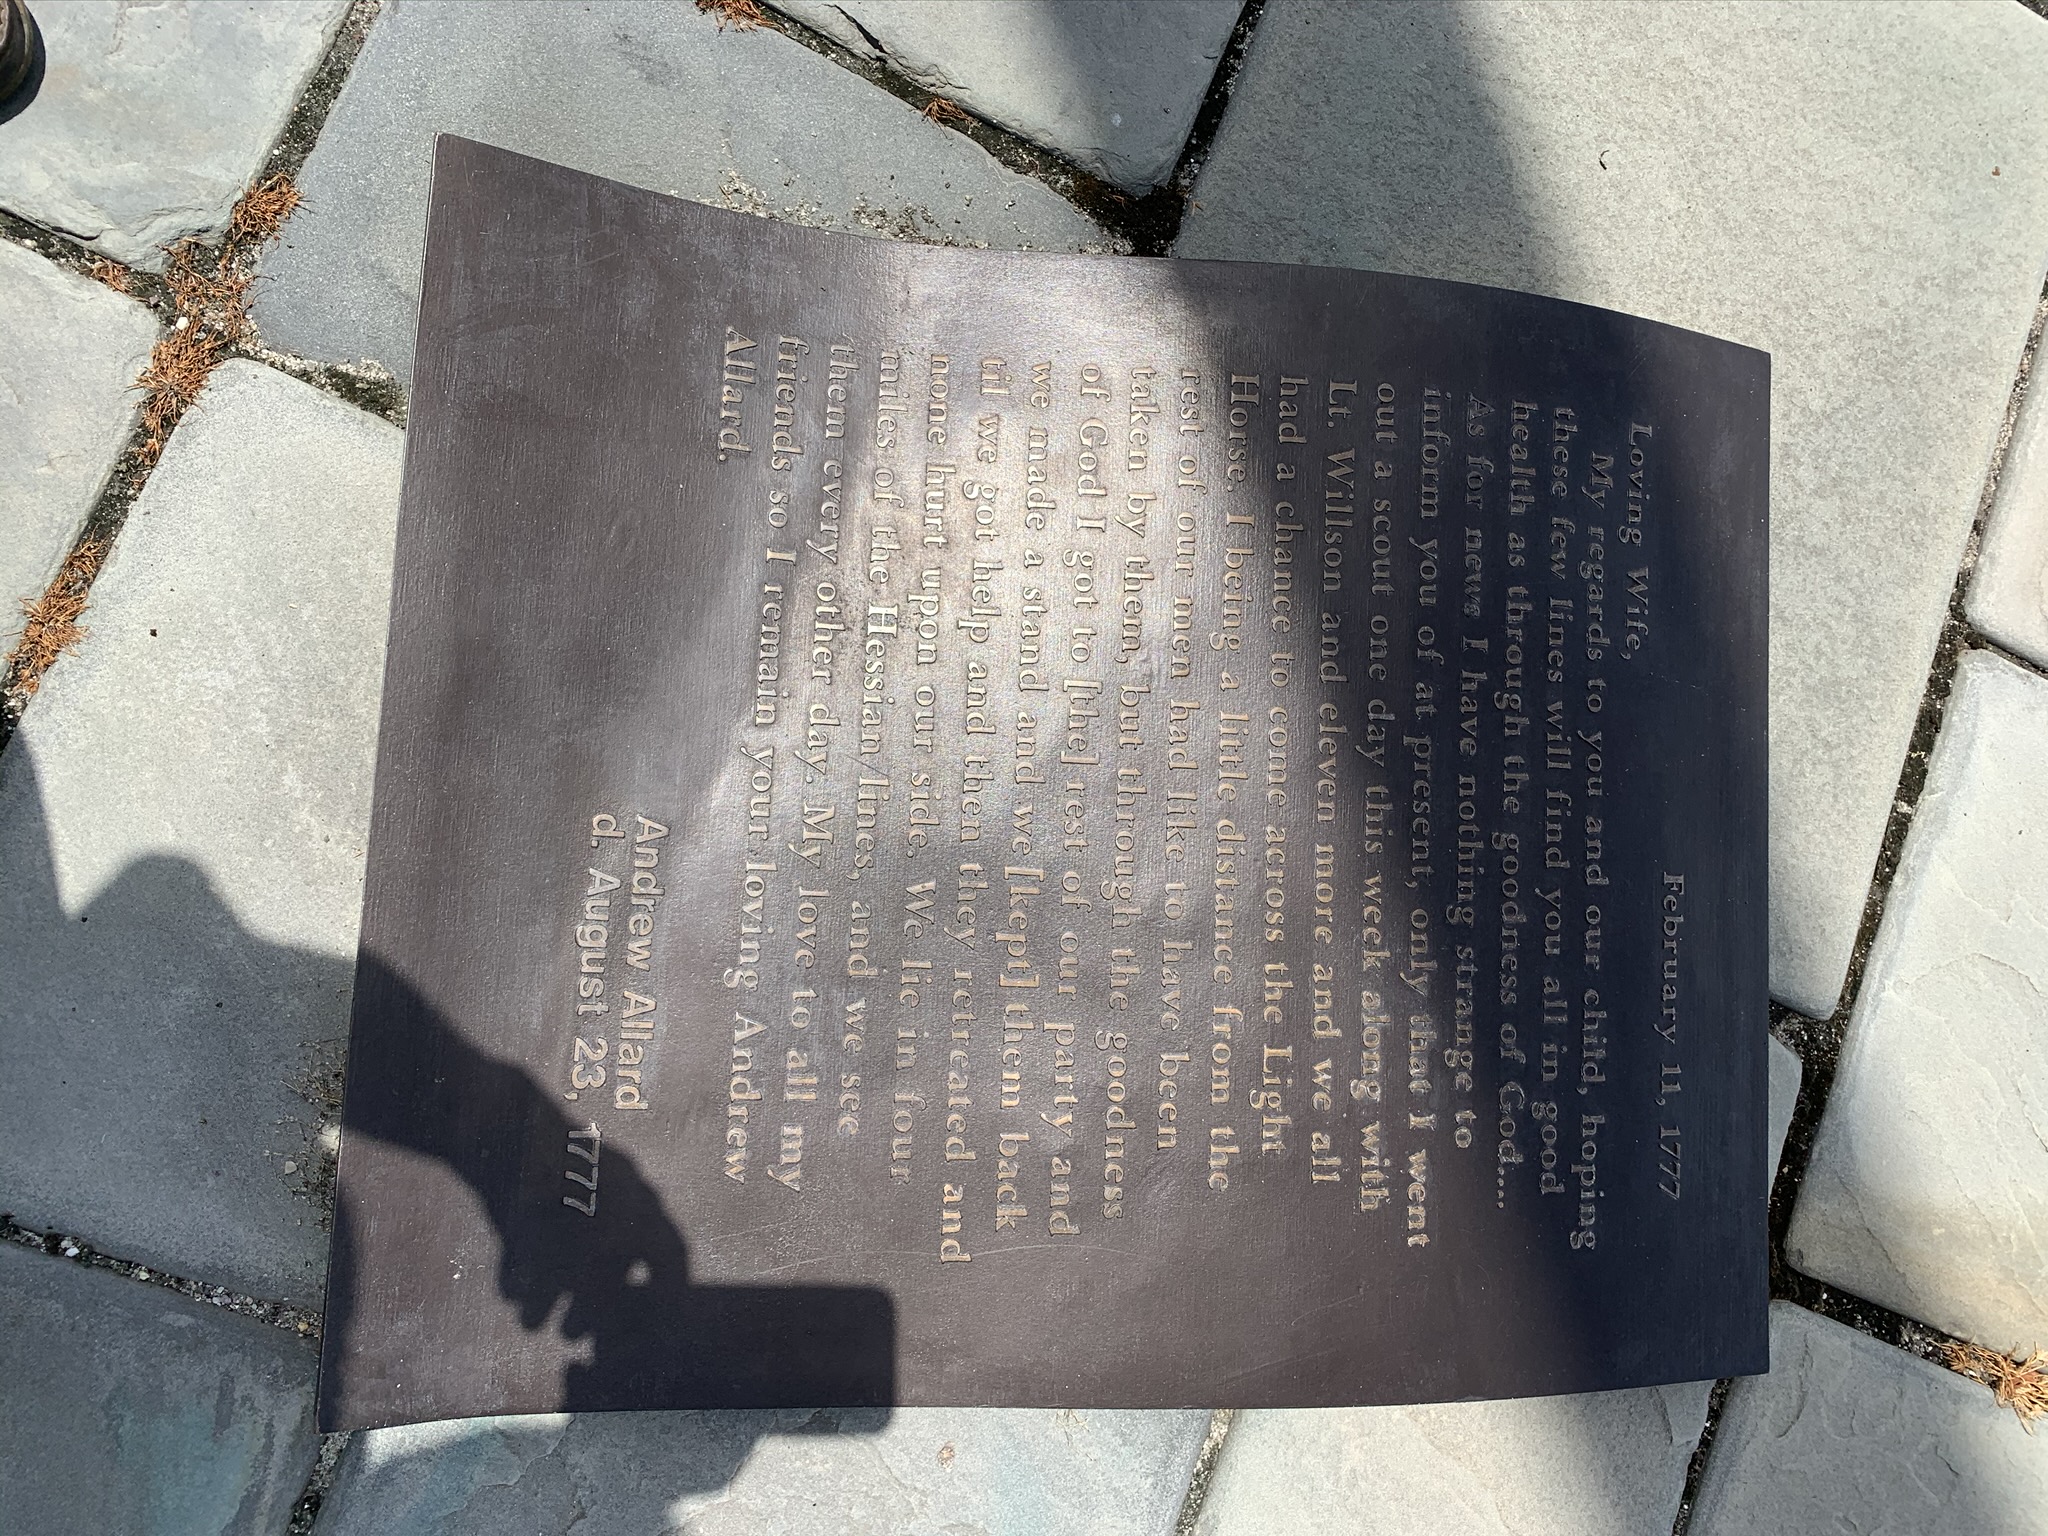 February 11, 1777
Loving Wife,
My regards to you and our child, hoping
these few lines will find you all in good
health as through the goodness of God....
As for news I have nothing strange to
inform you of at present, only that I went
out a scout one day this week along with
Lt. Willson and eleven more and we all
had a chance to come across the Light
Horse, I being a little distance from the
rest of our men had like to have been
taken by them, but through the goodness
of God I got to [the] rest of our party and
we made a stand and we [kept] them back
til we got help and then they retreated and
none hurt upon our side. We lie in four
miles of the Hessian lines, and we see
them every other day. My love to all my
friends so I remain your loving Andrew
Allard.
Andrew Allard
d. August 23, 1777